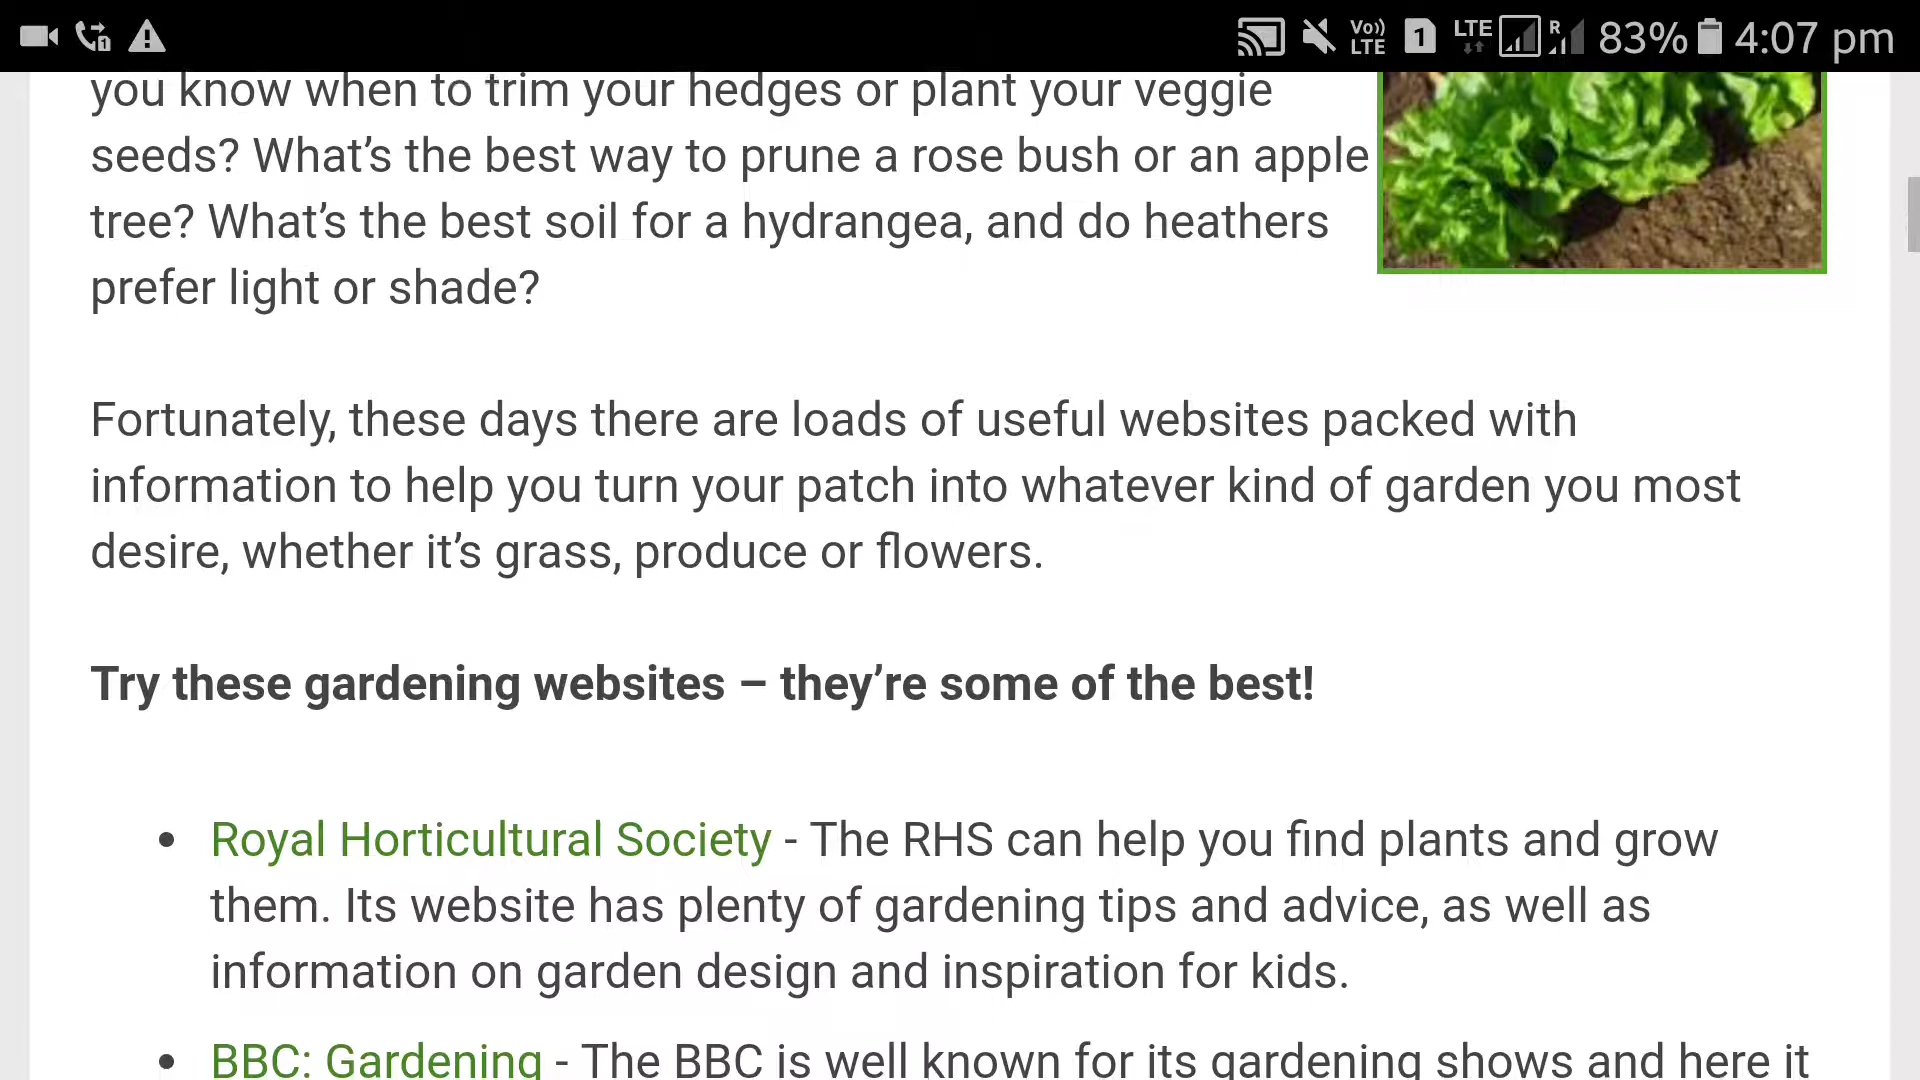 Vo)) LTE 1 LTE R 83% 4:07 pm
you know when to trim your hedges or plant your veggie
seeds? What’s the best way to prune a rose bush or an apple
tree? What’s the best soil for a hydrangea, and do heathers
prefer light or shade?
Fortunately, these days there are loads of useful websites packed with
information to help you turn your patch into whatever kind of garden you most
desire, whether it’s grass, produce or flowers.
Try these gardening websites – they’re some of the best!
• Royal Horticultural Society - The RHS can help you find plants and grow
them. Its website has plenty of gardening tips and advice, as well as
information on garden design and inspiration for kids.
• BBC: Gardening - The BBC is well known for its gardening shows and here it